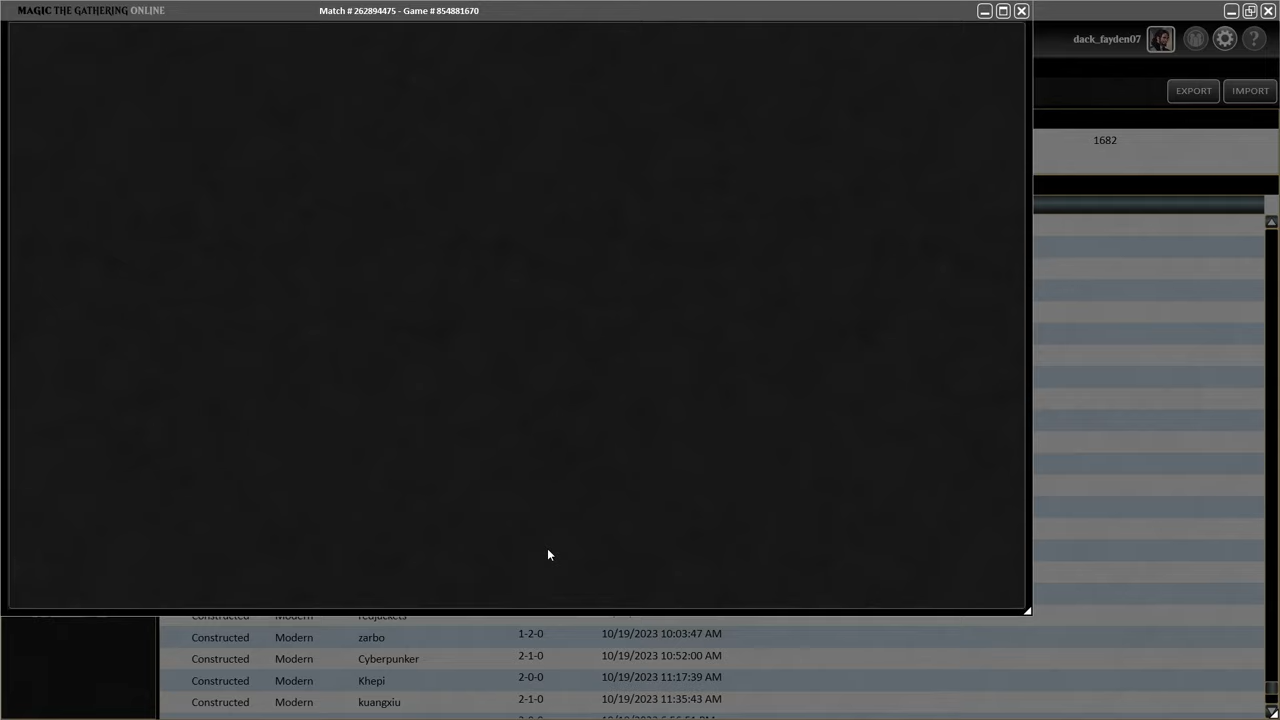 MAGIC THE GATHERING ONLINE Match # 262894475 - Game # 854881670
dack_fayden07
EXPORT IMPORT
1682
Constructed Modern redjackets
Constructed Modern zarbo 1-2-0 10/19/2023 10:03:47 AM
Constructed Modern Cyberpunker 2-1-0 10/19/2023 10:52:00 AM
Constructed Modern Khepi 2-0-0 10/19/2023 11:17:39 AM
Constructed Modern kuangxiu 2-1-0 10/19/2023 11:35:43 AM